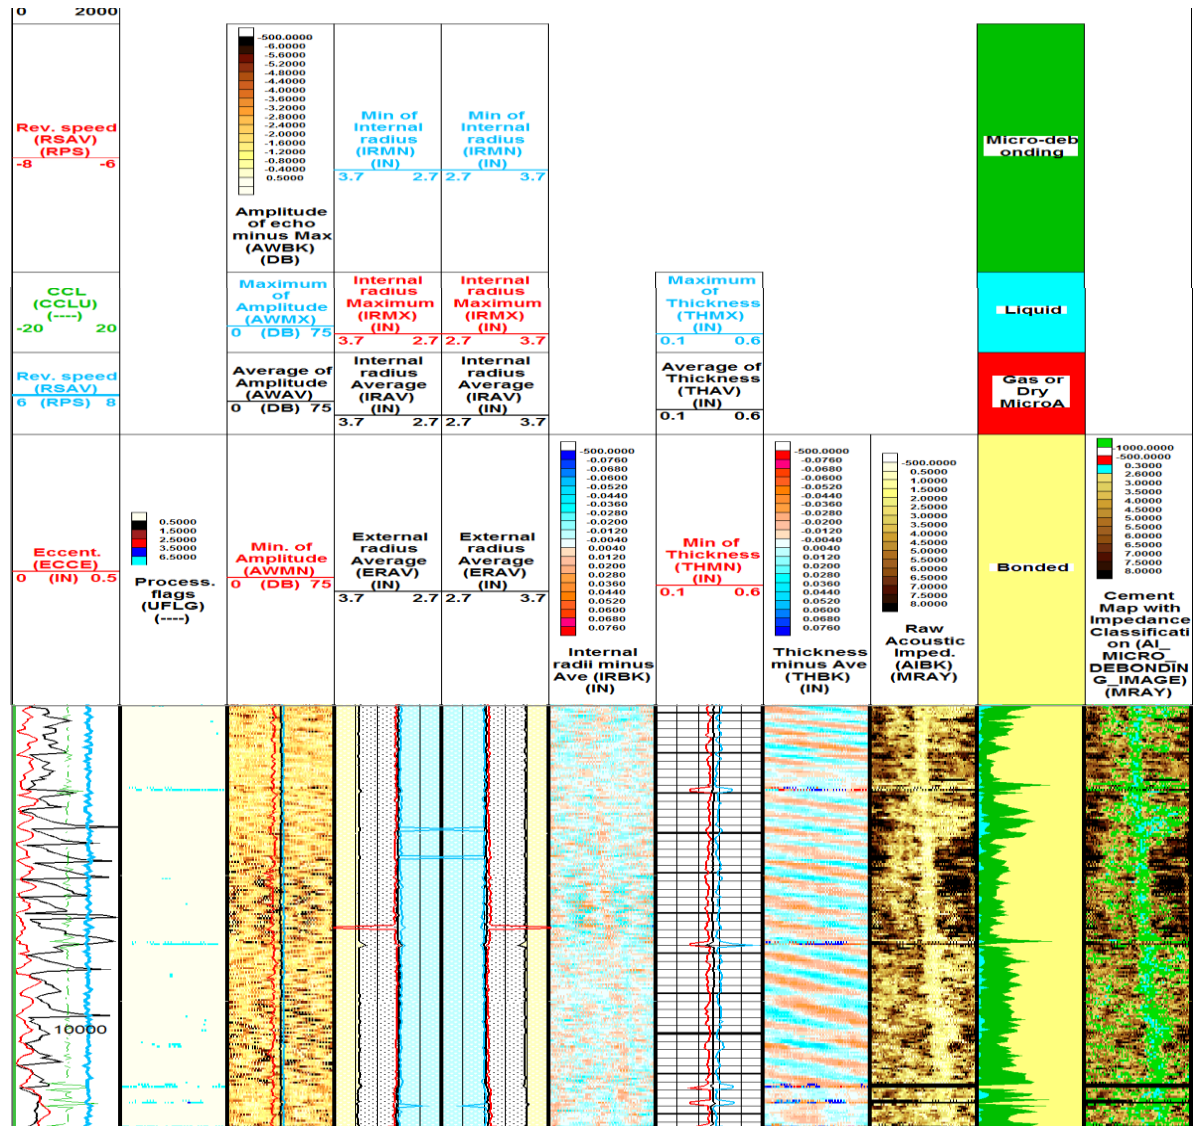 0 2000
Rev. speed
(RSAV)
(RPS)
-8 -6
CCL
(CCLU)
(----)
-20 20
Rev. speed
(RSAV)
6 (RPS) 8
Eccent.
(ECCE)
0 (IN) 0.5
0.5000
1.5000
2.5000
3.5000
6.5000
Process.
flags
(UFLG)
(----)
-500.0000
-6.0000
-5.6000
-5.2000
-4.8000
-4.4000
-4.0000
-3.6000
-3.2000
-2.8000
-2.4000
-2.0000
-1.6000
-1.2000
-0.8000
-0.4000
0.5000
Amplitude
of echo
minus Max
(AWBK)
(DB)
Maximum
of
Amplitude
(AWMX)
0 (DB) 75
Average of
Amplitude
(AWAV)
0 (DB) 75
Min. of
Amplitude
(AWMN)
0 (DB) 75
Min of
Internal
radius
(IRMN)
(IN)
3.7 2.7
Internal
radius
Maximum
(IRMX)
(IN)
3.7 2.7
Internal
radius
Average
(IRAV)
(IN)
3.7 2.7
External
radius
Average
(ERAV)
(IN)
3.7 2.7
Min of
Internal
radius
(IRMN)
(IN)
2.7 3.7
Internal
radius
Maximum
(IRMX)
(IN)
2.7 3.7
Internal
radius
Average
(IRAV)
(IN)
2.7 3.7
External
radius
Average
(ERAV)
(IN)
2.7 3.7
-500.0000
-0.0760
-0.0680
-0.0600
-0.0520
-0.0440
-0.0360
-0.0280
-0.0200
-0.0120
-0.0040
0.0040
0.0120
0.0200
0.0280
0.0360
0.0440
0.0520
0.0600
0.0680
0.0760
Internal
radii minus
Ave (IRBK)
(IN)
Maximum
of
Thickness
(THMX)
(IN)
0.1 0.6
Average of
Thickness
(THAV)
(IN)
0.1 0.6
Min of
Thickness
(THMN)
(IN)
0.1 0.6
-500.0000
-0.0760
-0.0680
-0.0600
-0.0520
-0.0440
-0.0360
-0.0280
-0.0200
-0.0120
-0.0040
0.0040
0.0120
0.0200
0.0280
0.0360
0.0440
0.0520
0.0600
0.0680
0.0760
Thickness
minus Ave
(THBK)
(IN)
-500.0000
0.5000
1.0000
2.0000
2.5000
3.0000
3.5000
4.0000
4.5000
5.0000
5.5000
6.0000
6.5000
7.0000
7.5000
8.0000
Raw
Acoustic
Imped.
(AIBK)
(MRAY)
Micro-deb
onding
Liquid
Gas or
Dry
MicroA
Bonded
-1000.0000
-500.0000
0.3000
2.6000
3.0000
3.5000
4.0000
4.5000
5.0000
5.5000
6.0000
6.5000
7.0000
7.5000
8.0000
Cement
Map with
Impedance
Classificati
on (AI_
MICRO_
DEBONDIN
G_IMAGE)
(MRAY)
10000